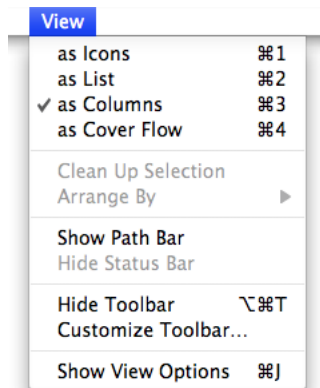 View
as Icons ⌘1
as List ⌘2
✓ as Columns ⌘3
as Cover Flow ⌘4
Clean Up Selection
Arrange By ▶
Show Path Bar
Hide Status Bar
Hide Toolbar ⌥⌘T
Customize Toolbar...
Show View Options ⌘J